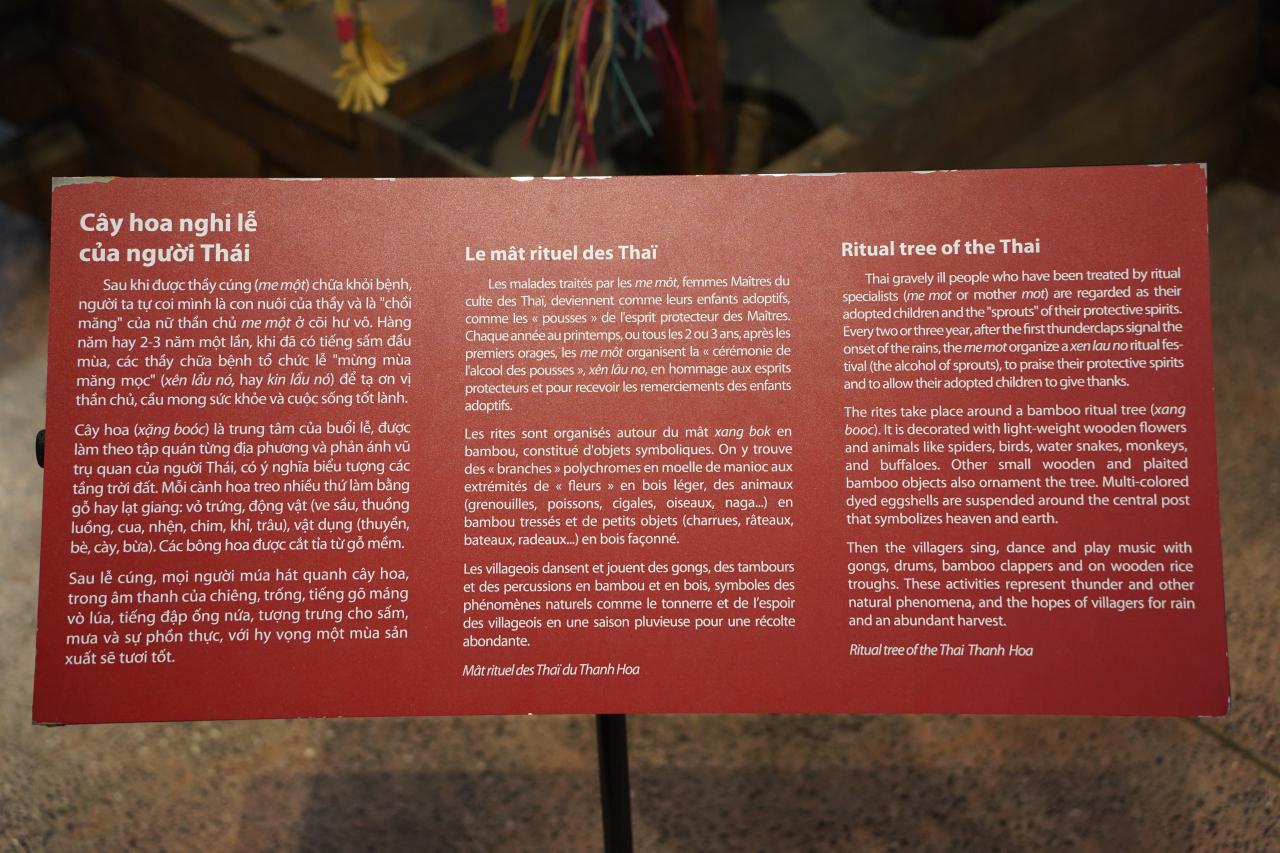 Cây hoa nghi lễ
của người Thái
Sau khi được thầy cúng (me một) chữa khỏi bệnh,
người ta tự coi mình là con nuôi của thầy và là "chồi
măng" của nữ thần chủ me một ở cõi hư vô. Hàng
năm hay 2-3 năm một lần, khi đã có tiếng sấm đầu
mùa, các thầy chữa bệnh tổ chức lễ "mừng mùa
măng mọc" (xên lẩu nó, hay kin lẩu nó) để tạ ơn vị
thần chủ, cầu mong sức khỏe và cuộc sống tốt lành.
Cây hoa (xặng boóc) là trung tâm của buổi lễ, được
làm theo tập quán từng địa phương và phản ánh vũ
trụ quan của người Thái, có ý nghĩa biểu tượng các
tầng trời đất. Mỗi cành hoa treo nhiều thứ làm bằng
gỗ hay lạt giang: vỏ trứng, động vật (ve sầu, thuồng
luồng, cua, nhện, chim, khỉ, trâu), vật dụng (thuyền,
bè, cày, bừa). Các bông hoa được cắt tỉa từ gỗ mềm.
Sau lễ cúng, mọi người múa hát quanh cây hoa,
trong âm thanh của chiêng, trống, tiếng gõ máng
vò lúa, tiếng dập ống nứa, tượng trưng cho sấm,
mưa và sự phồn thực, với hy vọng một mùa sản
xuất sẽ tươi tốt.
Le mât rituel des Thaï
Les malades traités par les me môt, femmes Maîtres du
culte des Thaï, deviennent comme leurs enfants adoptifs,
comme les « pousses » de l'esprit protecteur des Maîtres.
Chaque année au printemps, ou tous les 2 ou 3 ans, après les
premiers orages, les me môt organisent la « cérémonie de
l'alcool des pousses », xên lâu no, en hommage aux esprits
protecteurs et pour recevoir les remerciements des enfants
adoptifs.
Les rites sont organisés autour du mât xang bok en
bambou, constitué d'objets symboliques. On y trouve
des « branches » polychromes en moelle de manioc aux
extrémités de « fleurs » en bois léger, des animaux
(grenouilles, poissons, cigales, oiseaux, naga...) en
bambou tressés et de petits objets (charrues, râteaux,
bateaux, radeaux...) en bois façonné.
Les villageois dansent et jouent des gongs, des tambours
et des percussions en bambou et en bois, symboles des
phénomènes naturels comme le tonnerre et de l'espoir
des villageois en une saison pluvieuse pour une récolte
abondante.
Mât rituel des Thaï du Thanh Hoa
Ritual tree of the Thai
Thai gravely ill people who have been treated by ritual
specialists (me mot or mother mot) are regarded as their
adopted children and the "sprouts" of their protective spirits.
Every two or three year, after the first thunderclaps signal the
onset of the rains, the me mot organize a xen lau no ritual fes-
tival (the alcohol of sprouts), to praise their protective spirits
and to allow their adopted children to give thanks.
The rites take place around a bamboo ritual tree (xang
booc). It is decorated with light-weight wooden flowers
and animals like spiders, birds, water snakes, monkeys,
and buffaloes. Other small wooden and plaited
bamboo objects also ornament the tree. Multi-colored
dyed eggshells are suspended around the central post
that symbolizes heaven and earth.
Then the villagers sing, dance and play music with
gongs, drums, bamboo clappers and on wooden rice
troughs. These activities represent thunder and other
natural phenomena, and the hopes of villagers for rain
and an abundant harvest.
Ritual tree of the Thai Thanh Hoa